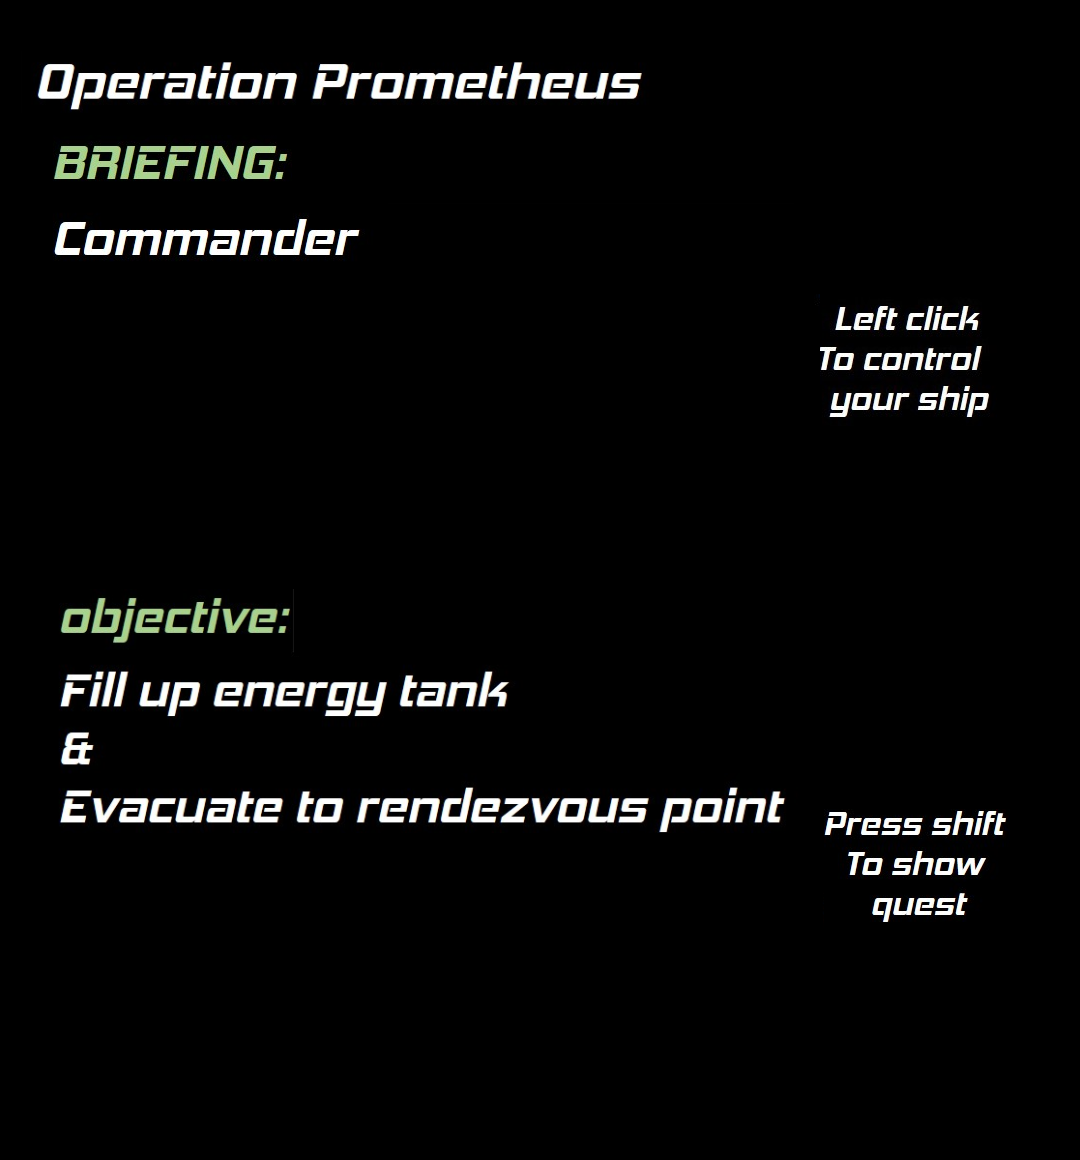 Operation Prometheus
BRIEFING:
Commander
Left click
To control
your ship
objective:
Fill up energy tank
&
Evacuate to rendezvous point
Press shift
To show
quest